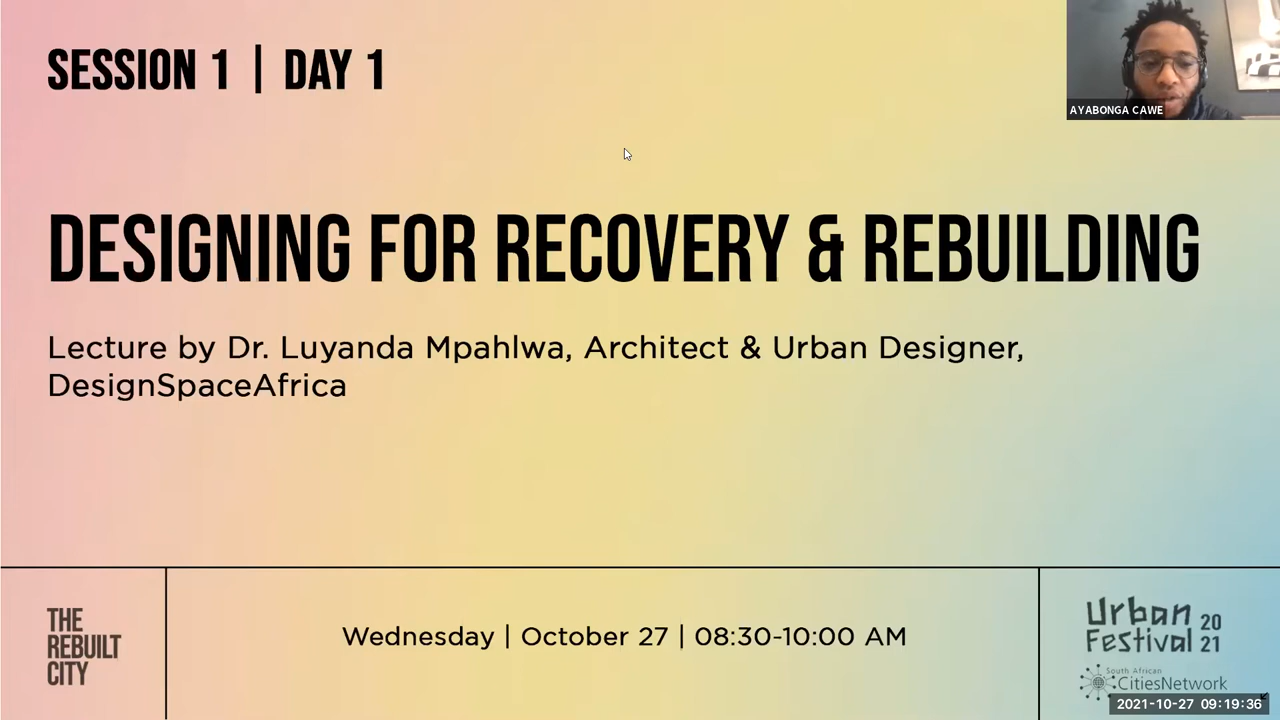 SESSION 1 | DAY 1
AYABONGA CAWE
DESIGNING FOR RECOVERY & REBUILDING
Lecture by Dr. Luyanda Mpahlwa, Architect & Urban Designer,
DesignSpaceAfrica
THE
REBUILT
CITY
Wednesday | October 27 | 08:30-10:00 AM
Urban 20
Festival 21
South African
CitiesNetwork
2021-10-27 09:19:36